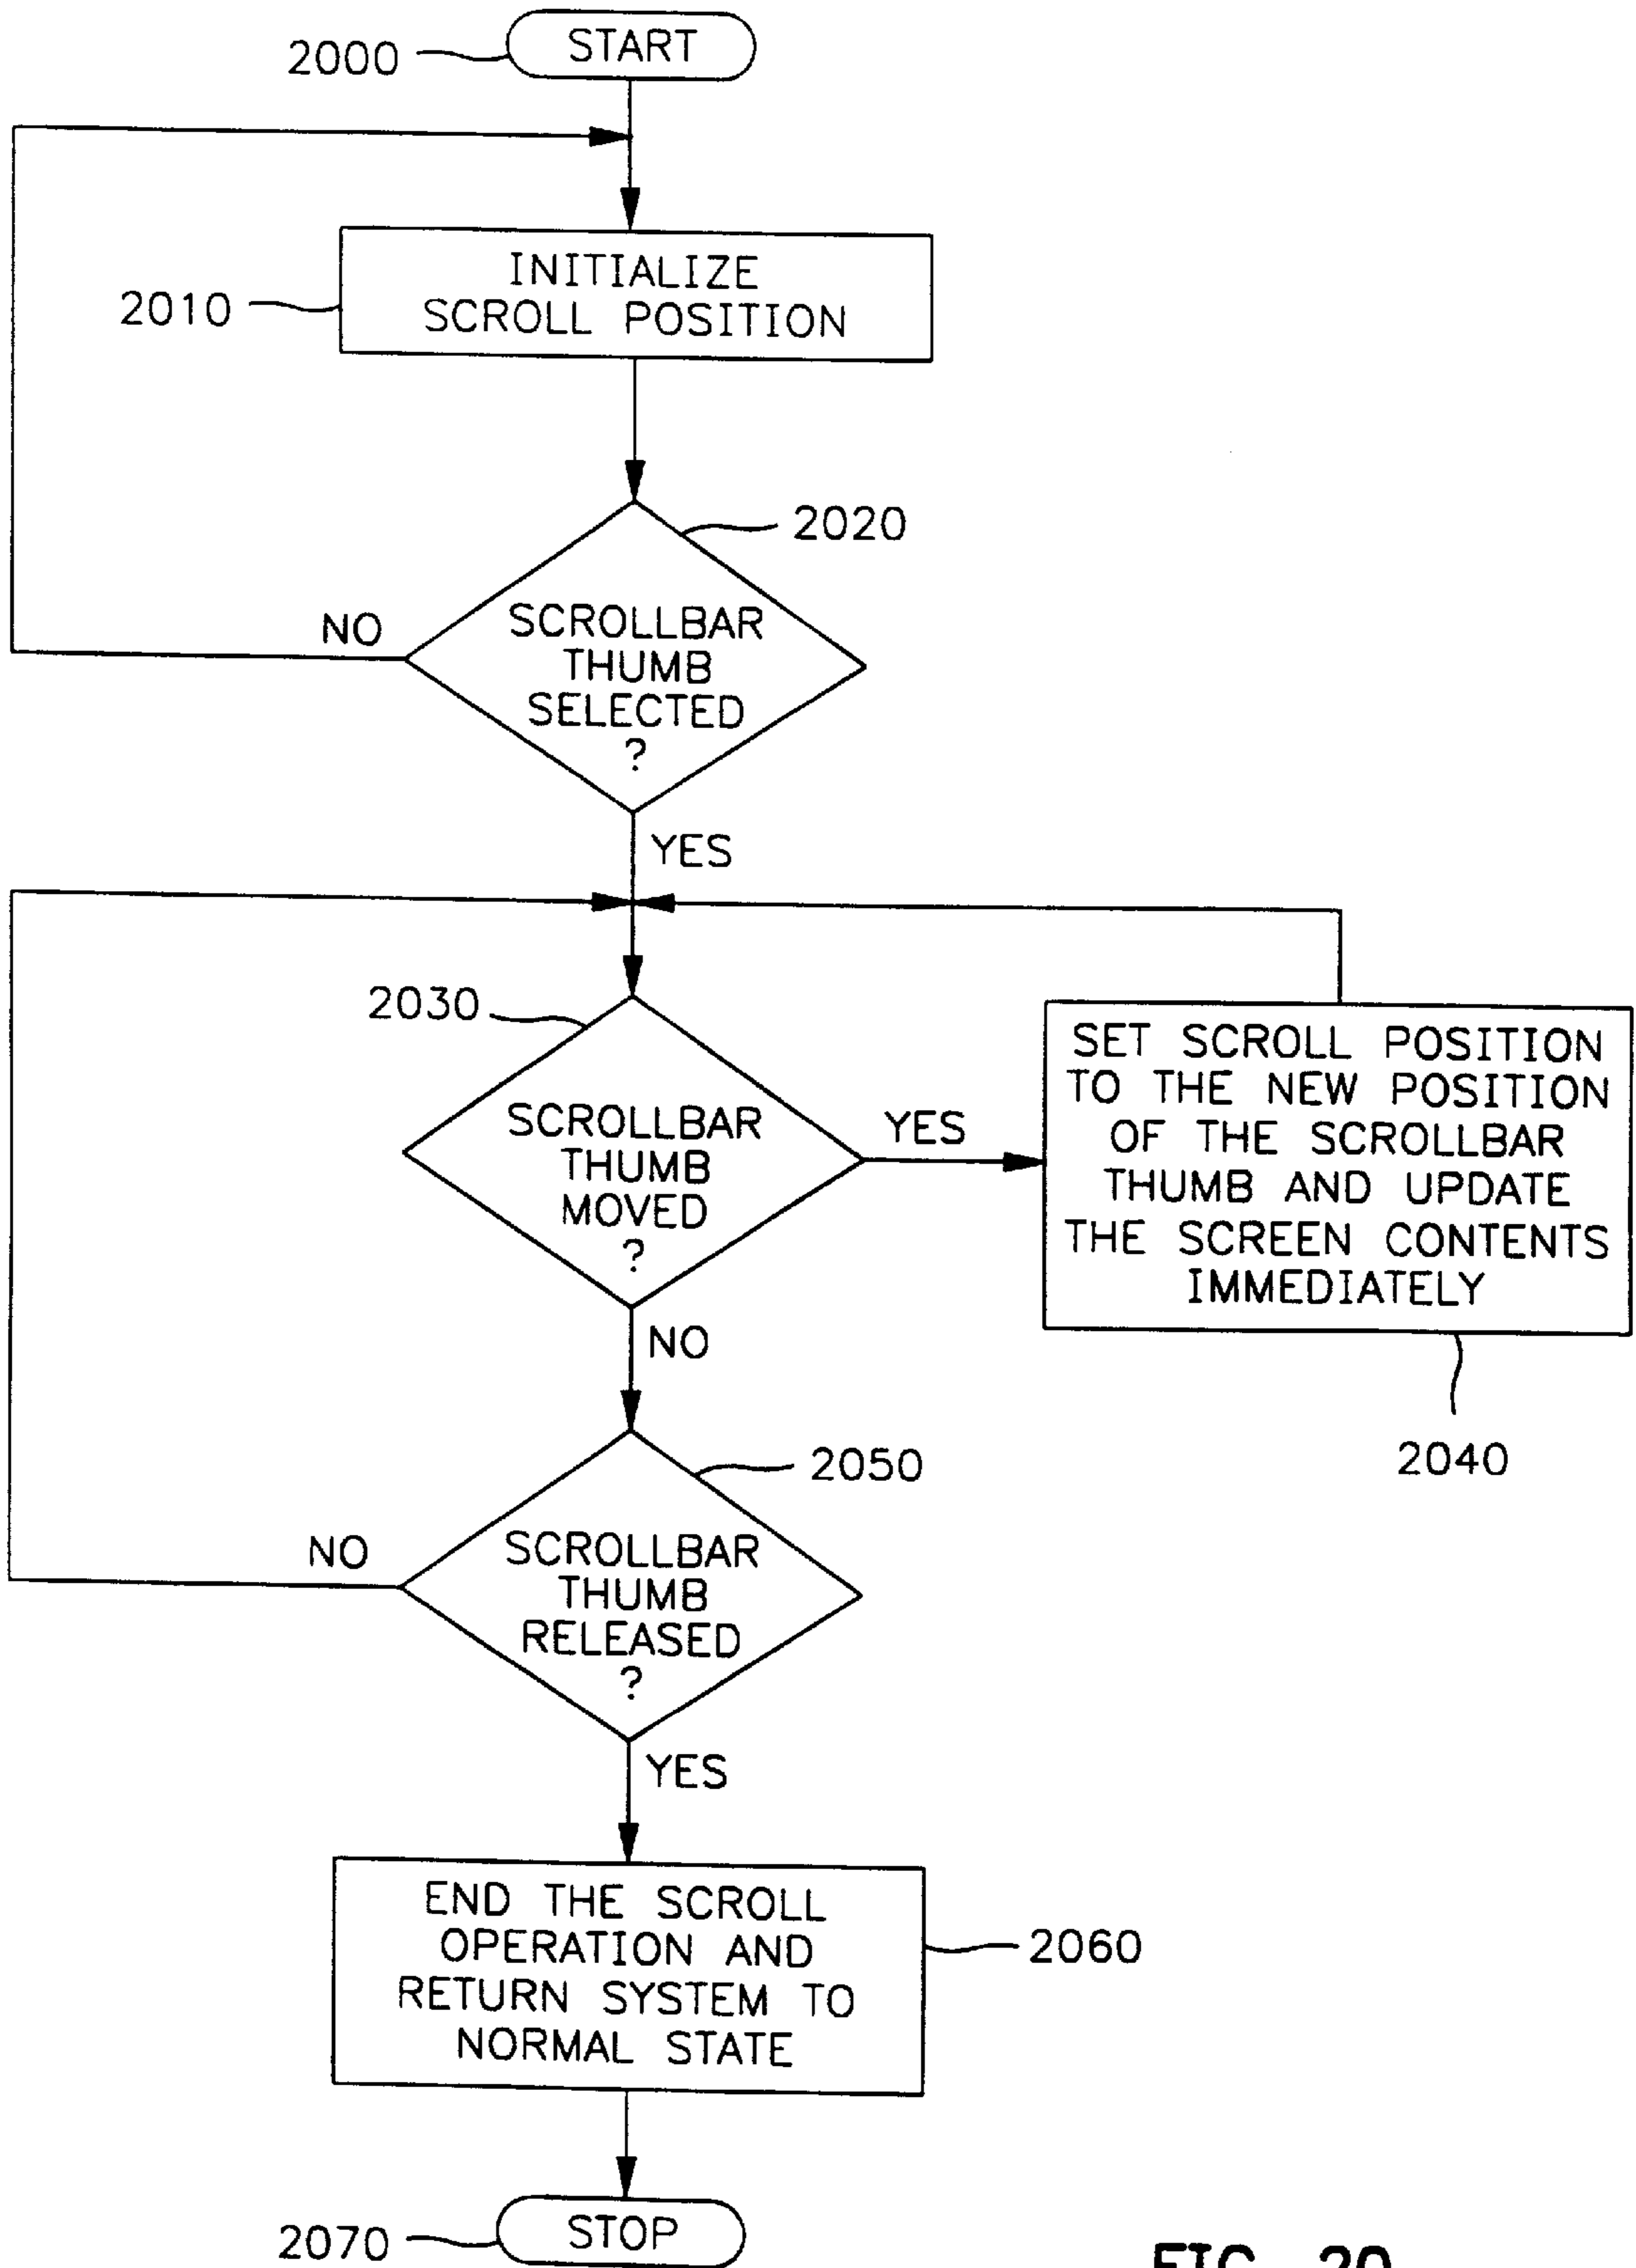 START
2000
INITIALIZE
SCROLL POSITION
2010
2020
SCROLLBAR
THUMB
SELECTED
?
NO
YES
2030
SCROLLBAR
THUMB
MOVED
?
YES
SET SCROLL POSITION
TO THE NEW POSITION
OF THE SCROLLBAR
THUMB AND UPDATE
THE SCREEN CONTENTS
IMMEDIATELY
2040
NO
2050
SCROLLBAR
THUMB
RELEASED
?
NO
YES
END THE SCROLL
OPERATION AND
RETURN SYSTEM TO
NORMAL STATE
2060
STOP
2070
FIG. 20